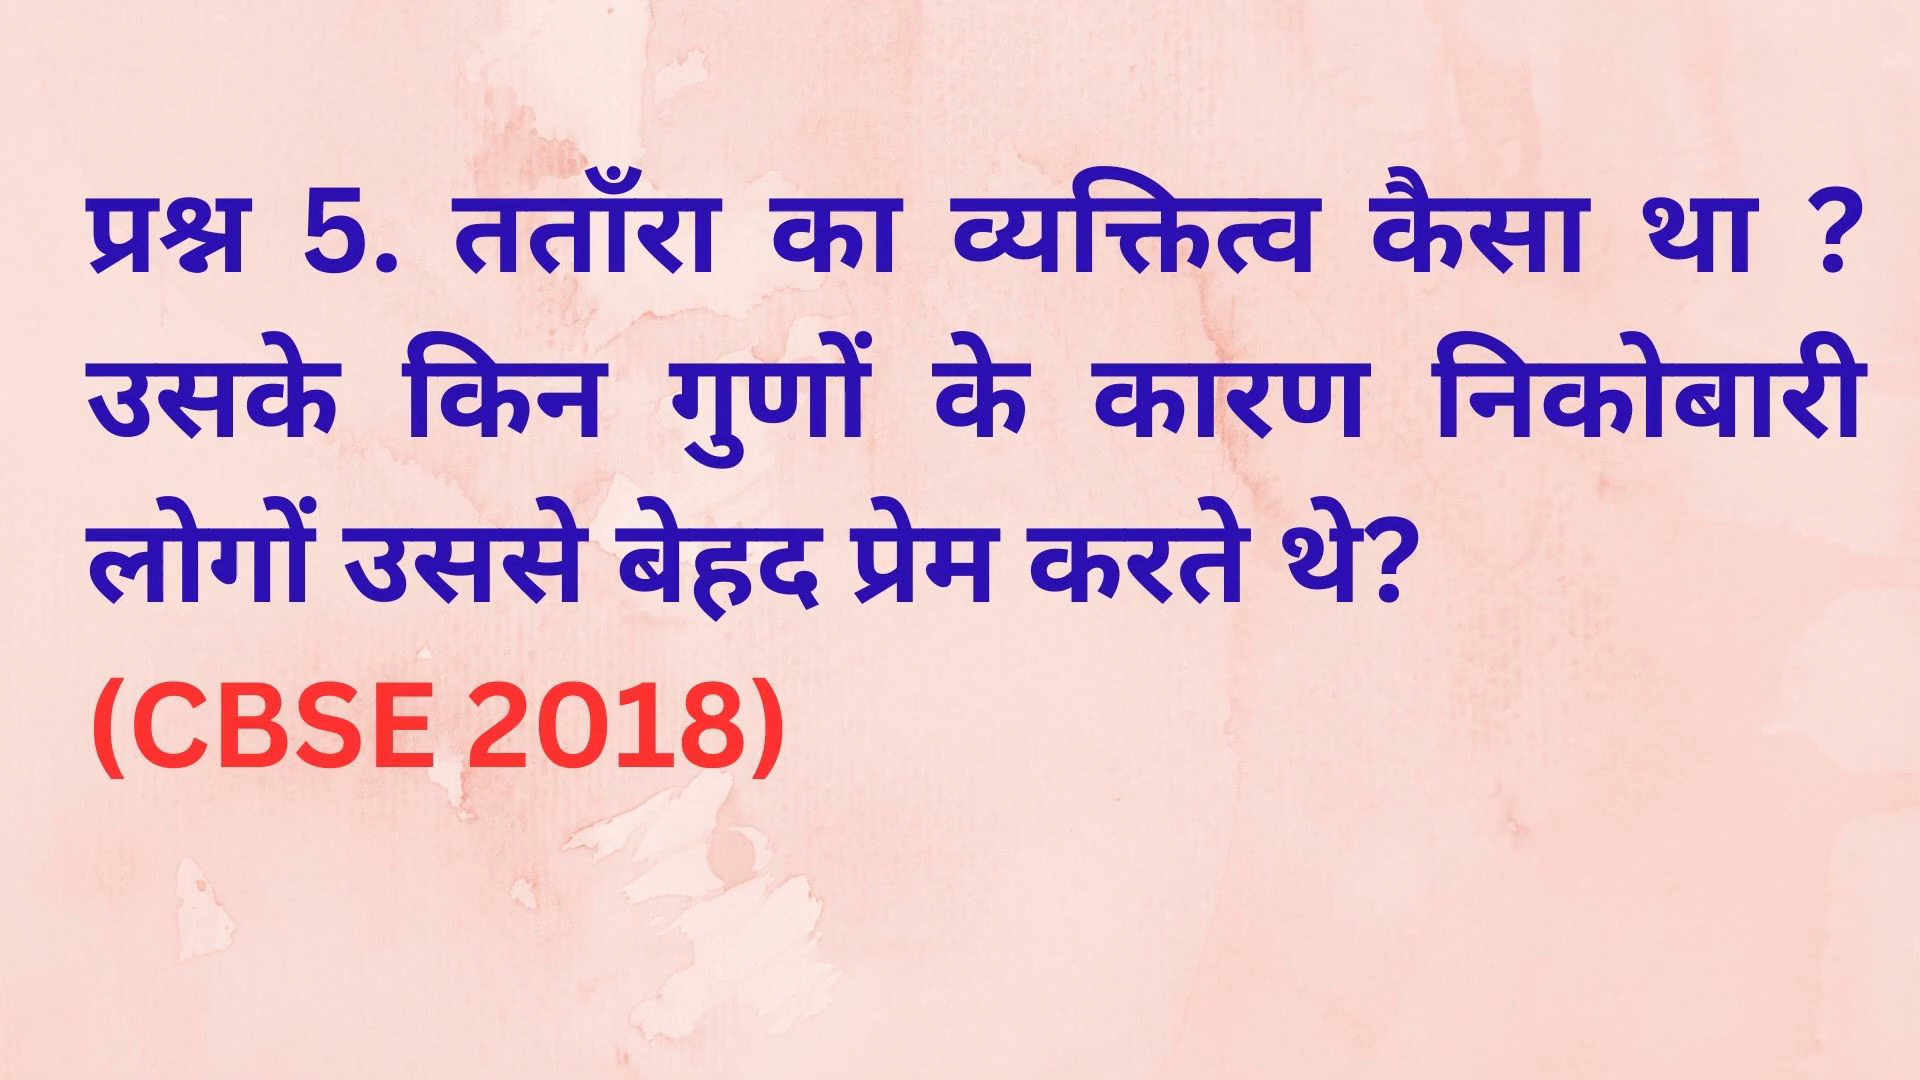 प्रश्न 5. तताँरा का व्यक्तित्व कैसा था ?
उसके किन गुणों के कारण निकोबारी
लोगों उससे बेहद प्रेम करते थे?
(CBSE 2018)